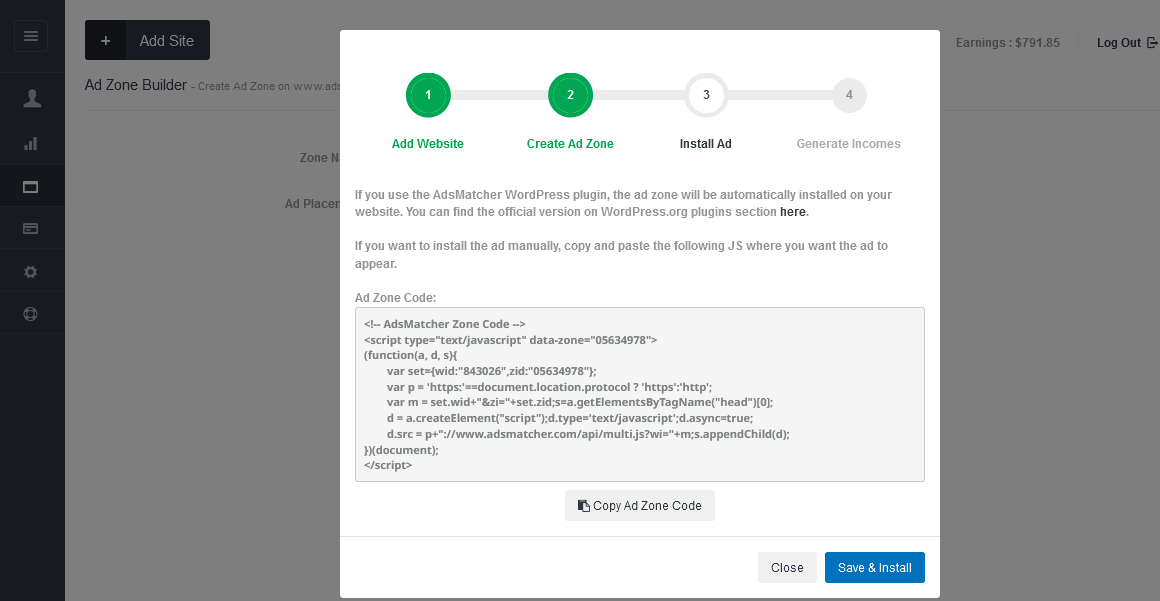 + Add Site
Earnings : $791.85
Log Out
Ad Zone Builder - Create Ad Zone on www.ads
Zone N
Ad Placem
1
2
3
4
Add Website
Create Ad Zone
Install Ad
Generate Incomes
If you use the AdsMatcher WordPress plugin, the ad zone will be automatically installed on your
website. You can find the official version on WordPress.org plugins section here.
If you want to install the ad manually, copy and paste the following JS where you want the ad to
appear.
Ad Zone Code:
<!-- AdsMatcher Zone Code -->
<script type="text/javascript" data-zone="05634978">
(function(a, d, s){
var set={wid:"843026",zid:"05634978"};
var p = 'https:'==document.location.protocol ? 'https':'http';
var m = set.wid+"&zi="+set.zid;s=a.getElementsByTagName("head")[0];
d = a.createElement("script");d.type='text/javascript';d.async=true;
d.src = p+"://www.adsmatcher.com/api/multi.js?wi="+m;s.appendChild(d);
})(document);
</script>
Copy Ad Zone Code
Close
Save & Install